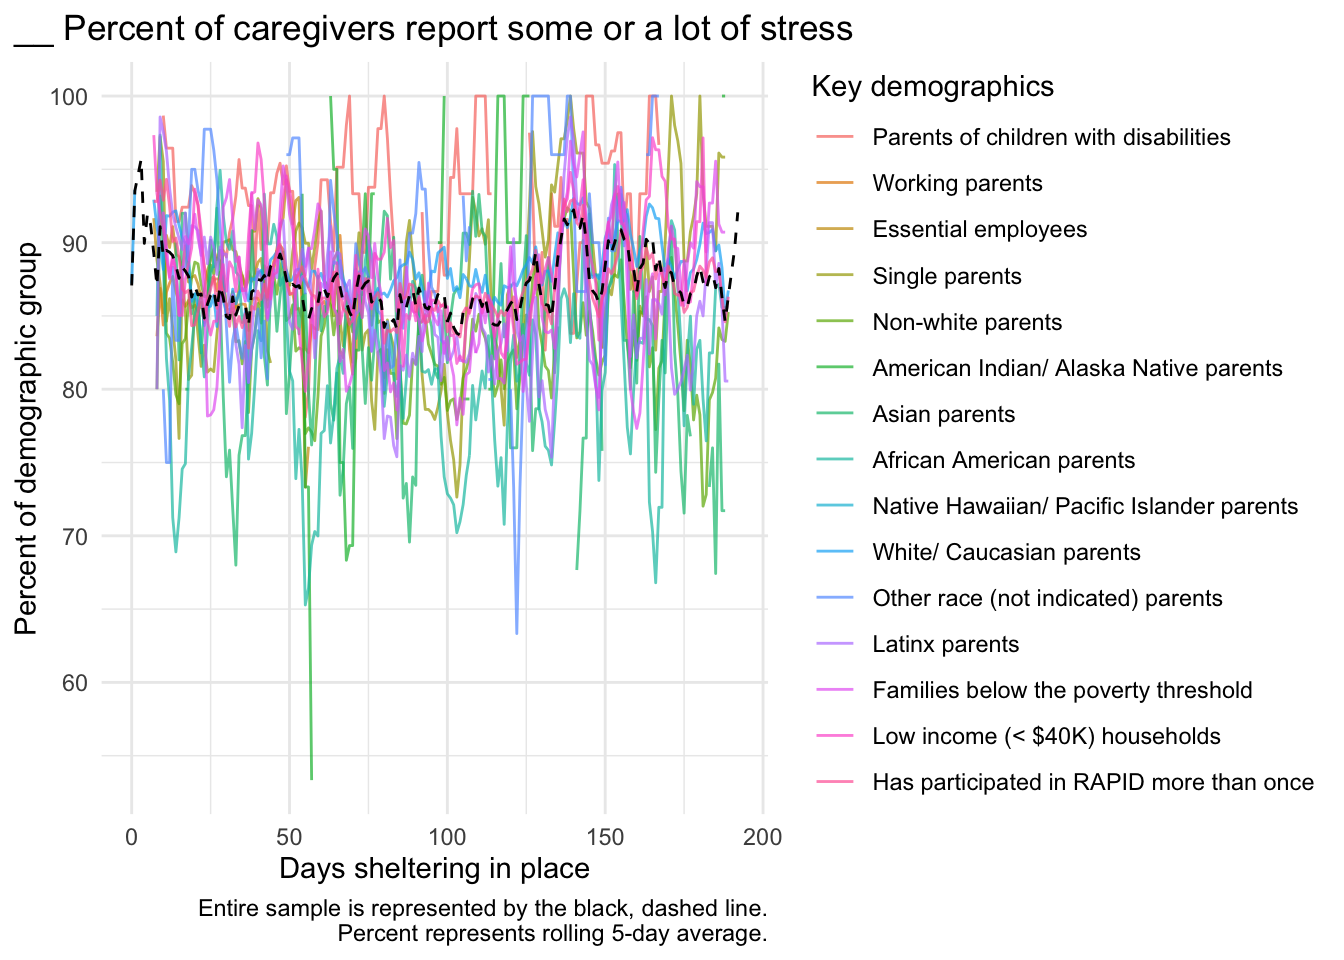 __ Percent of caregivers report some or a lot of stress
Percent of demographic group
100
90
80
70
60
0
50
100
150
200
Days sheltering in place
Entire sample is represented by the black, dashed line.
Percent represents rolling 5-day average.
Key demographics
Parents of children with disabilities
Working parents
Essential employees
Single parents
Non-white parents
American Indian/ Alaska Native parents
Asian parents
African American parents
Native Hawaiian/ Pacific Islander parents
White/ Caucasian parents
Other race (not indicated) parents
Latinx parents
Families below the poverty threshold
Low income (< $40K) households
Has participated in RAPID more than once